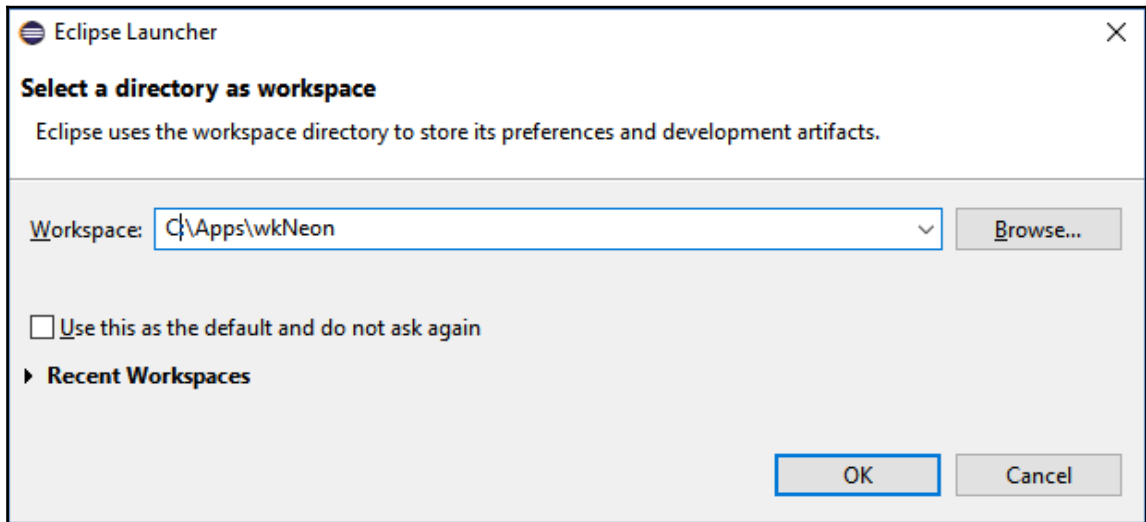 Eclipse Launcher
Select a directory as workspace
Eclipse uses the workspace directory to store its preferences and development artifacts.
Workspace: C:\Apps\wkNeon Browse...
Use this as the default and do not ask again
Recent Workspaces
OK Cancel